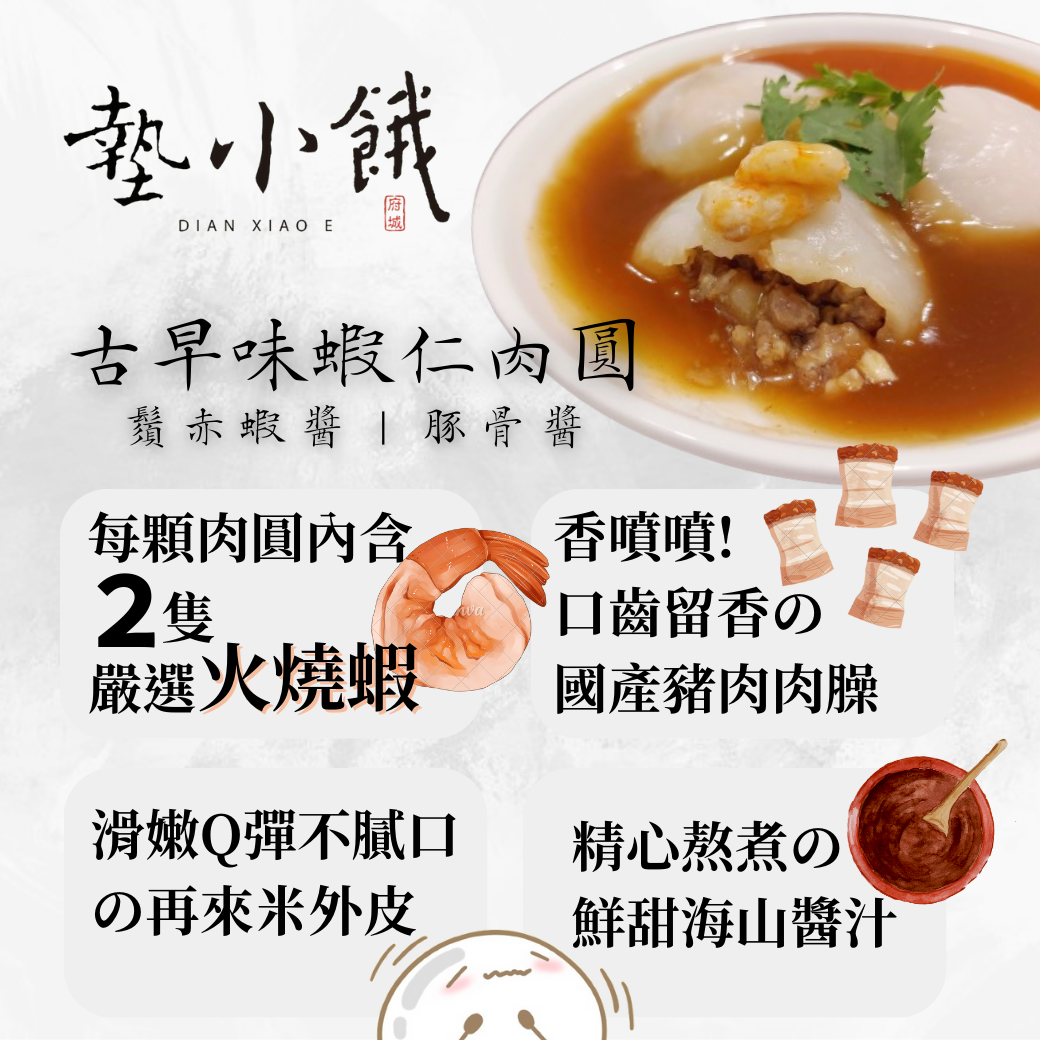 墊小餓
府城
DIAN XIAO E
古早味蝦仁肉圓
鬚赤蝦醬 | 豚骨醬
每顆肉圓內含
2隻
嚴選火燒蝦
香噴噴!
口齒留香の
國產豬肉肉臊
滑嫩Q彈不膩口
の再來米外皮
精心熬煮の
鮮甜海山醬汁